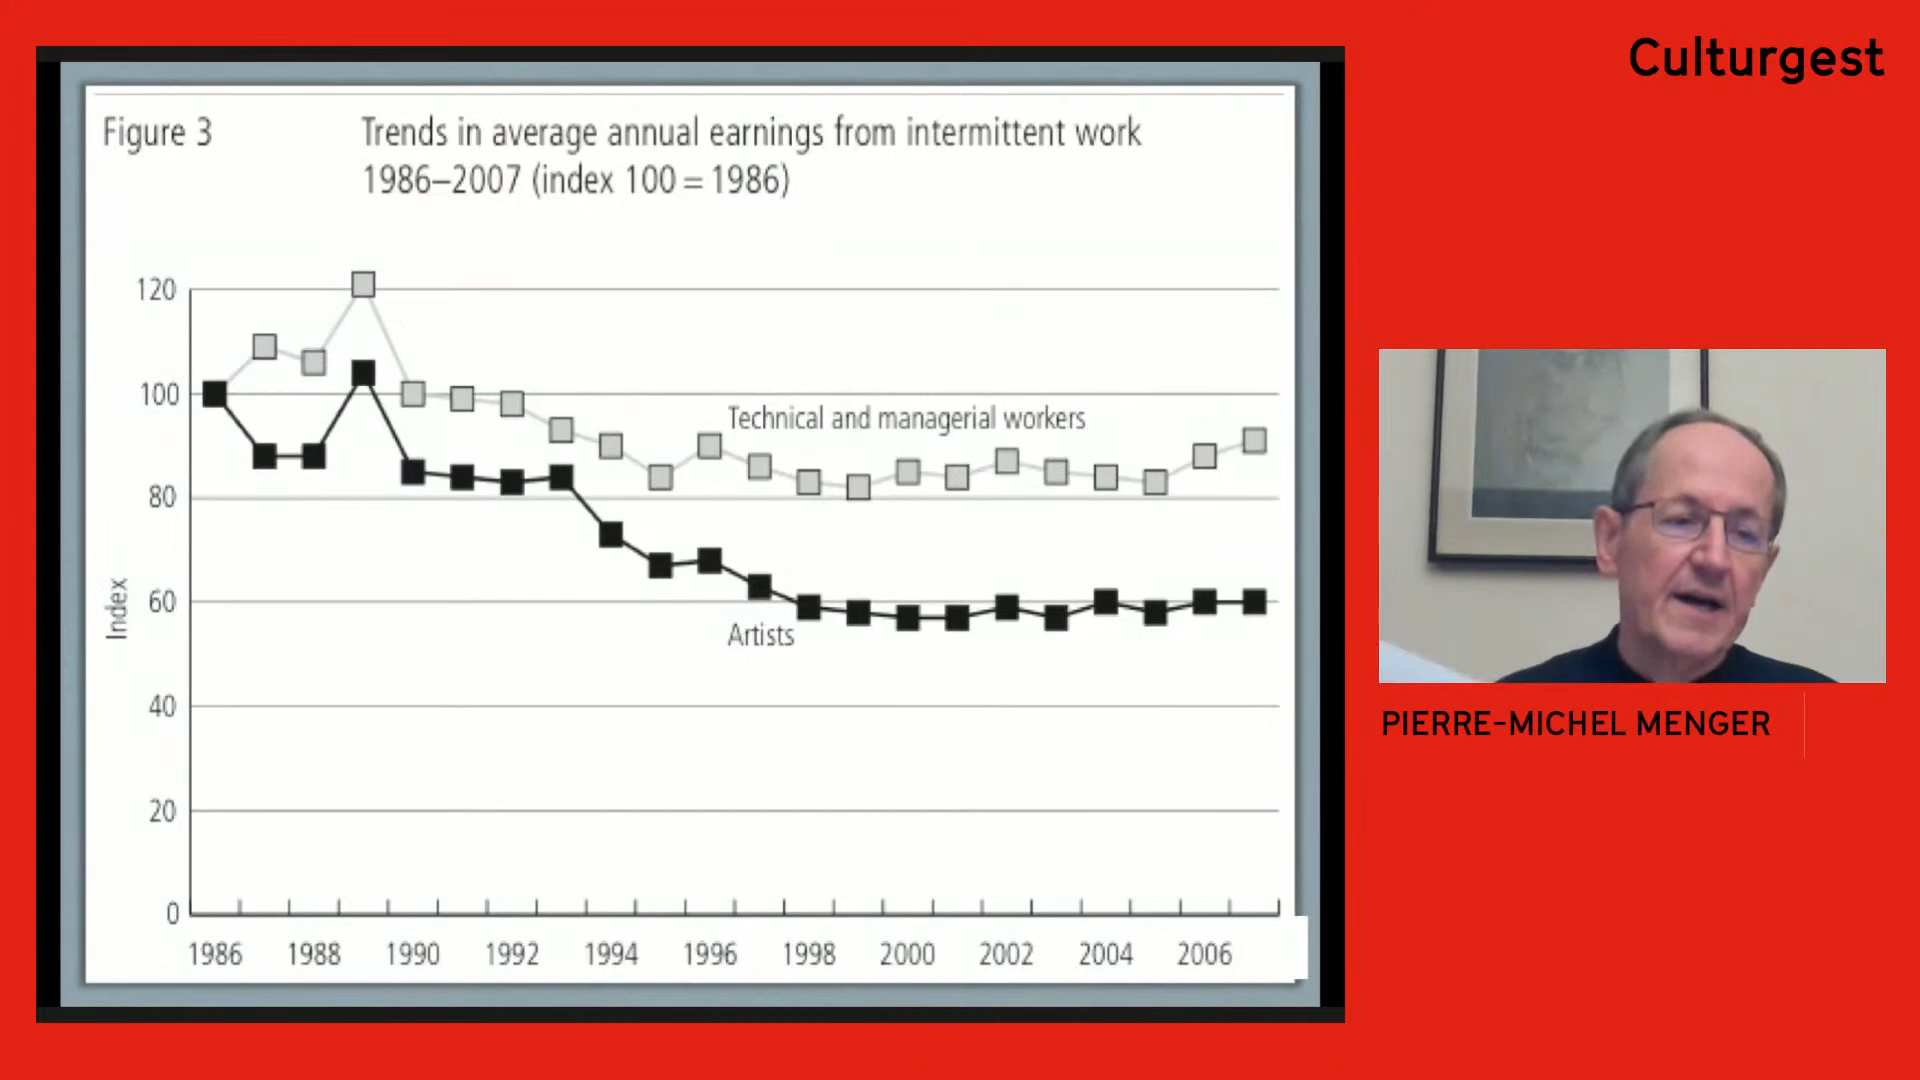 Culturgest
Figure 3
Trends in average annual earnings from intermittent work
1986–2007 (index 100 = 1986)
120
100
80
60
40
20
0
Index
Technical and managerial workers
Artists
1986 1988 1990 1992 1994 1996 1998 2000 2002 2004 2006
PIERRE-MICHEL MENGER